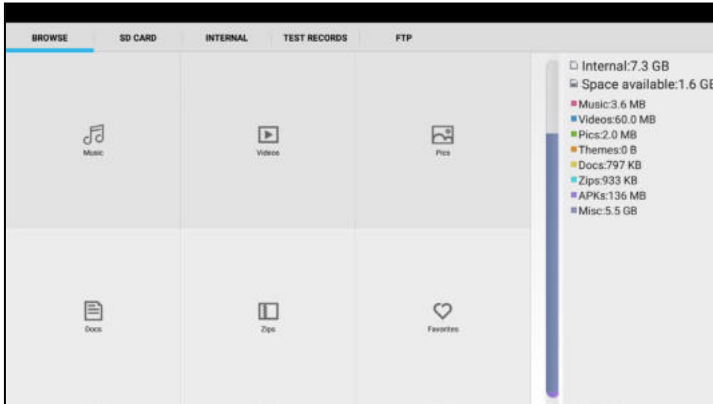 BROWSE SD CARD INTERNAL TEST RECORDS FTP
Music
Videos
Pics
Docs
Zips
Favorites
Internal:7.3 GB
Space available:1.6 GB
Music:3.6 MB
Videos:60.0 MB
Pics:2.0 MB
Themes:0 B
Docs:797 KB
Zips:933 KB
APKs:136 MB
Misc:5.5 GB